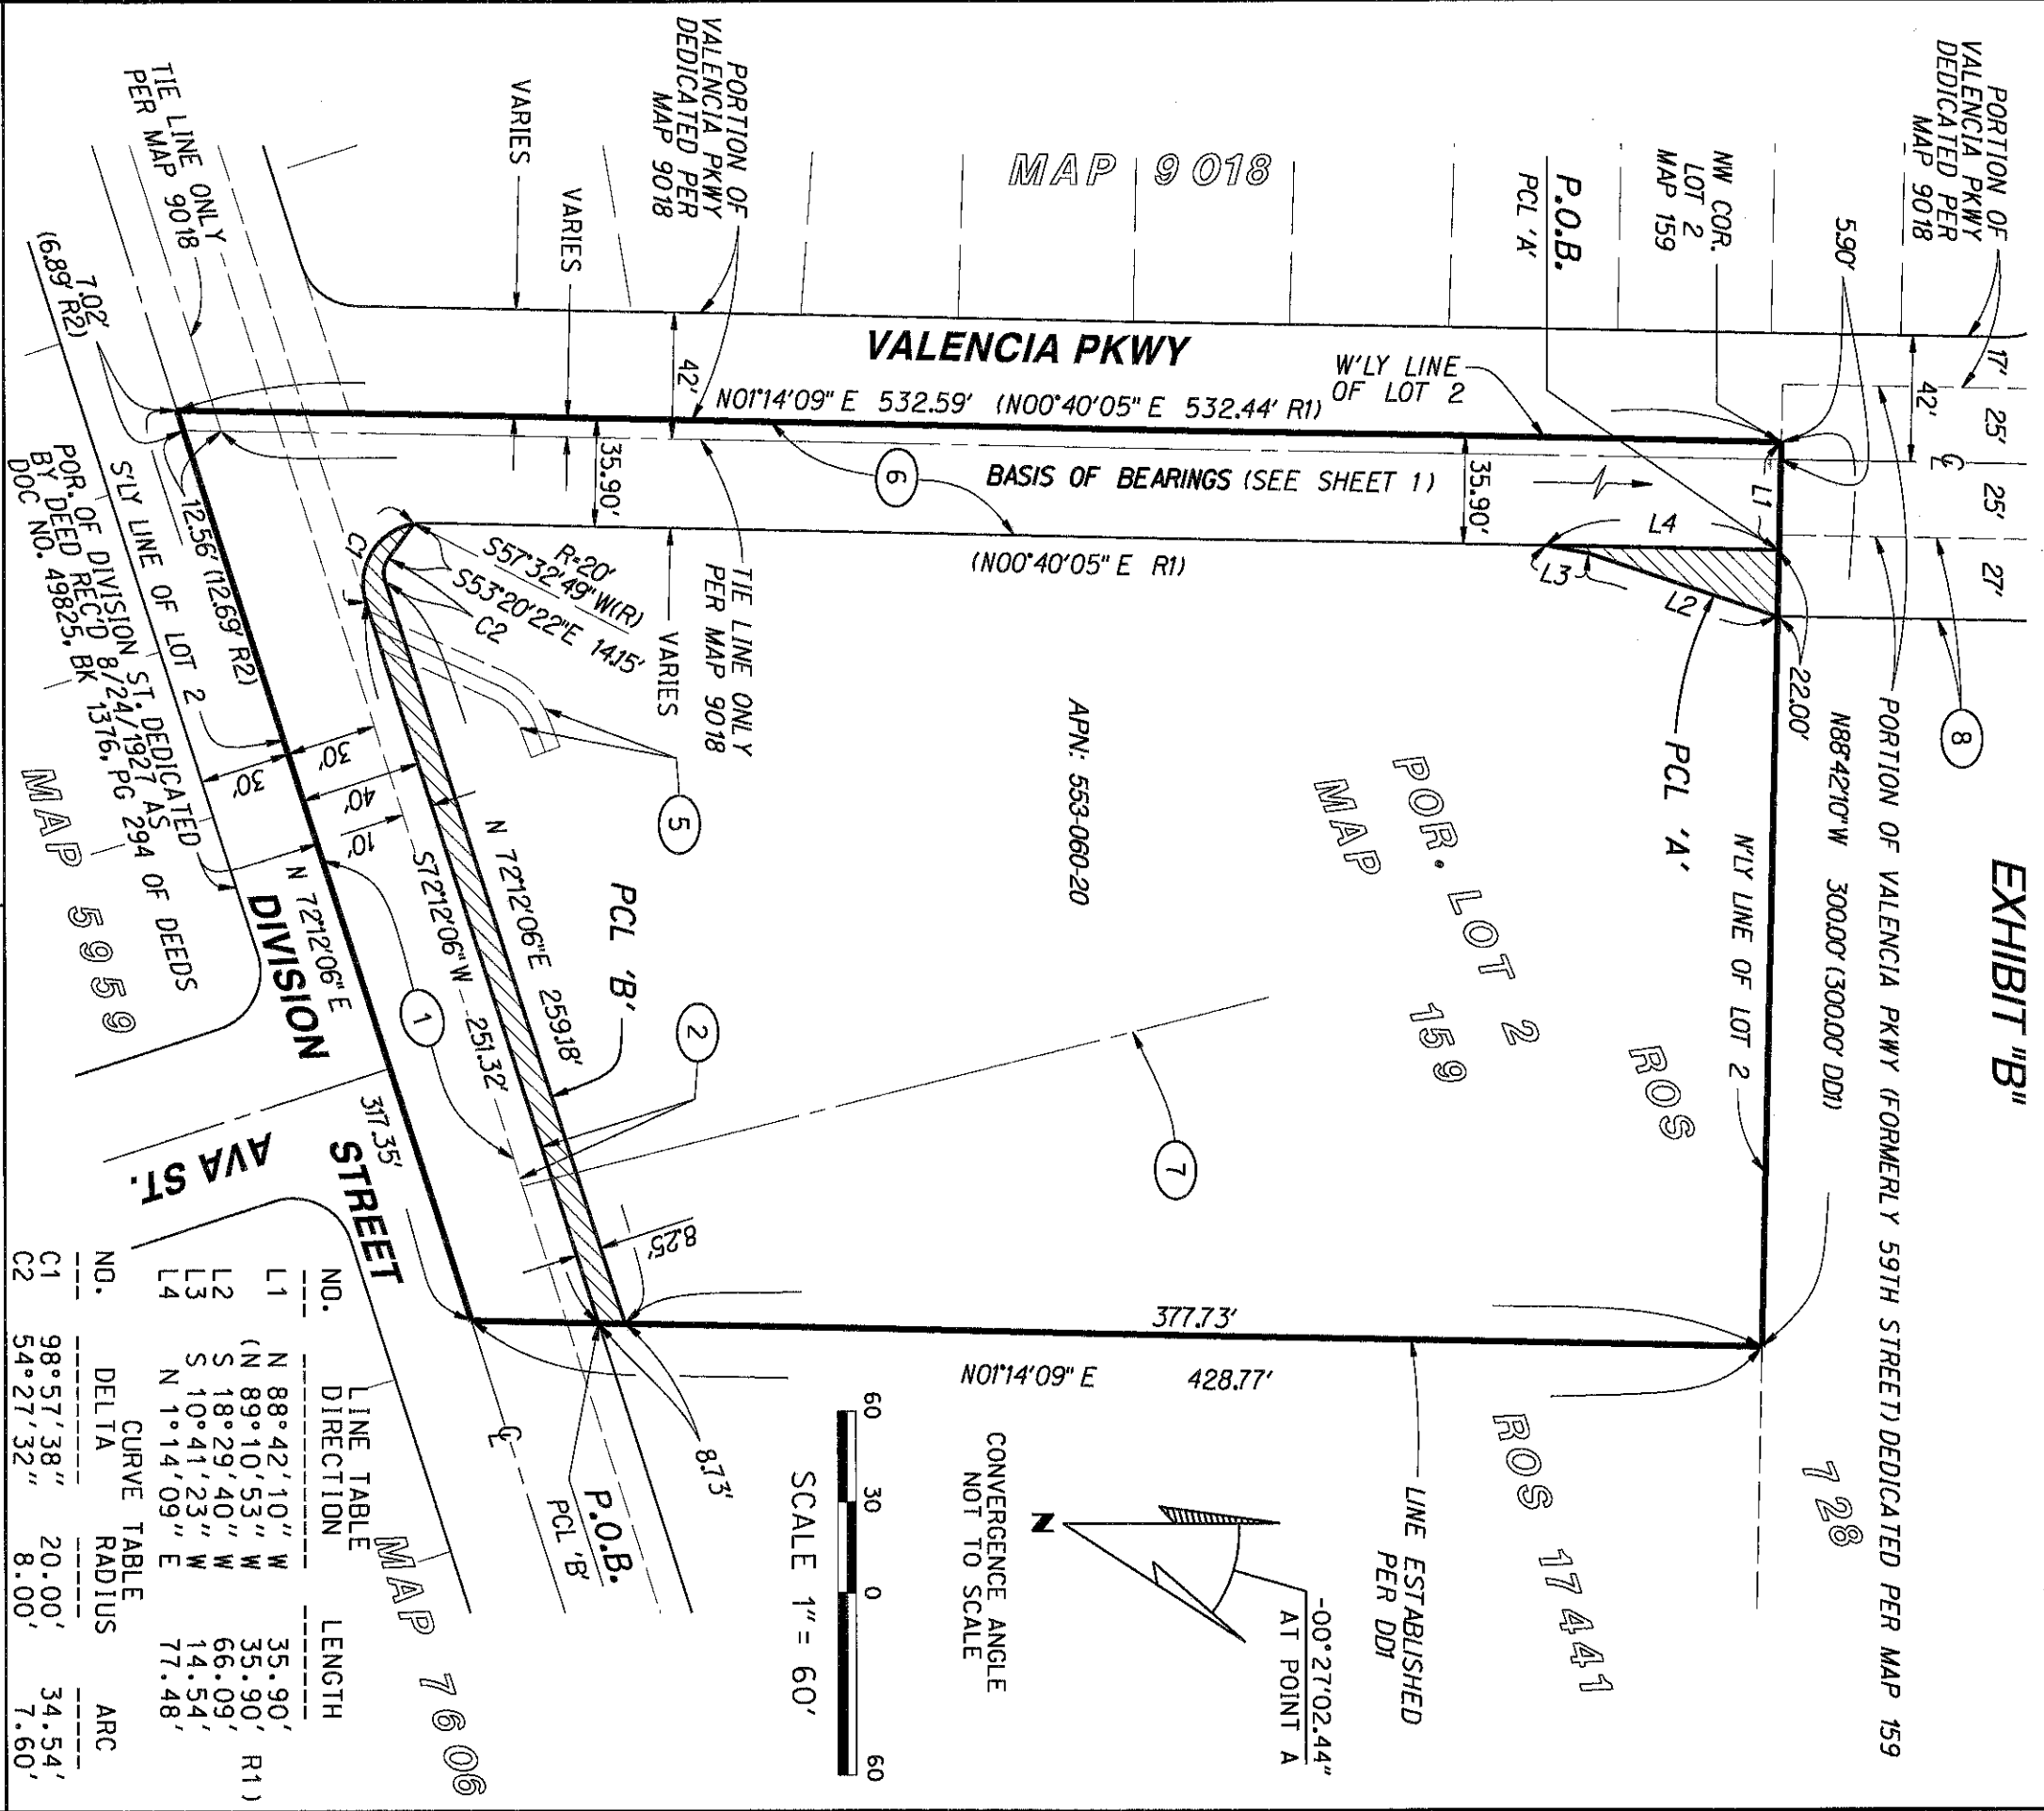 EXHIBIT "B"
PORTION OF
VALENCIA PKWY
DEDICATED PER
MAP 9018
17'
42'
25'
℄
25'
27'
8
5.90'
NW COR.
LOT 2
MAP 159
P.O.B.
PCL 'A'
PORTION OF VALENCIA PKWY (FORMERLY 59TH STREET) DEDICATED PER MAP 159
N88°42'10"W 300.00' (300.00' DD1)
22.00'
N'LY LINE OF LOT 2
L1
L4
L3
L2
PCL 'A'
MAP 9018
W'LY LINE
OF LOT 2
VALENCIA PKWY
N01°14'09" E 532.59' (N00°40'05" E 532.44' R1)
BASIS OF BEARINGS (SEE SHEET 1)
35.90'
(N00°40'05" E R1)
6
PORTION OF
VALENCIA PKWY
DEDICATED PER
MAP 9018
42'
35.90'
VARIES
VARIES
VARIES
TIE LINE ONLY
PER MAP 9018
TIE LINE ONLY
PER MAP 9018
R=20'
S57°32'49"W(R)
S53°20'22"E 14.15'
C2
C1
5
APN: 553-060-20
POR. LOT 2
MAP 159
ROS 728
ROS 17441
7
7.02'
(6.89' R2)
12.56' (12.69' R2)
S'LY LINE OF LOT 2
POR. OF DIVISION ST. DEDICATED
BY DEED REC'D 8/24/1927 AS
DOC NO. 49825, BK 1376, PG 294 OF DEEDS
30'
30'
40'
10'
PCL 'B'
N 72°12'06"E 259.18'
S72°12'06" W 251.32'
2
1
N 72°12'06" E
317.35'
DIVISION STREET
MAP 5959
AVA ST.
8.25'
8.73'
P.O.B.
PCL 'B'
℄
MAP 7606
377.73'
N01°14'09" E 428.77'
LINE ESTABLISHED
PER DD1
-00°27'02.44"
AT POINT A
N
CONVERGENCE ANGLE
NOT TO SCALE
60 30 0 60
SCALE 1" = 60'
LINE TABLE
NO. DIRECTION LENGTH
L1 N 88°42'10" W 35.90'
(N 89°10'53" W 35.90' R1)
L2 S 18°29'40" W 66.09'
L3 S 10°41'23" W 14.54'
L4 N 1°14'09" E 77.48'
CURVE TABLE
NO. DELTA RADIUS ARC
C1 98°57'38" 20.00' 34.54'
C2 54°27'32" 8.00' 7.60'